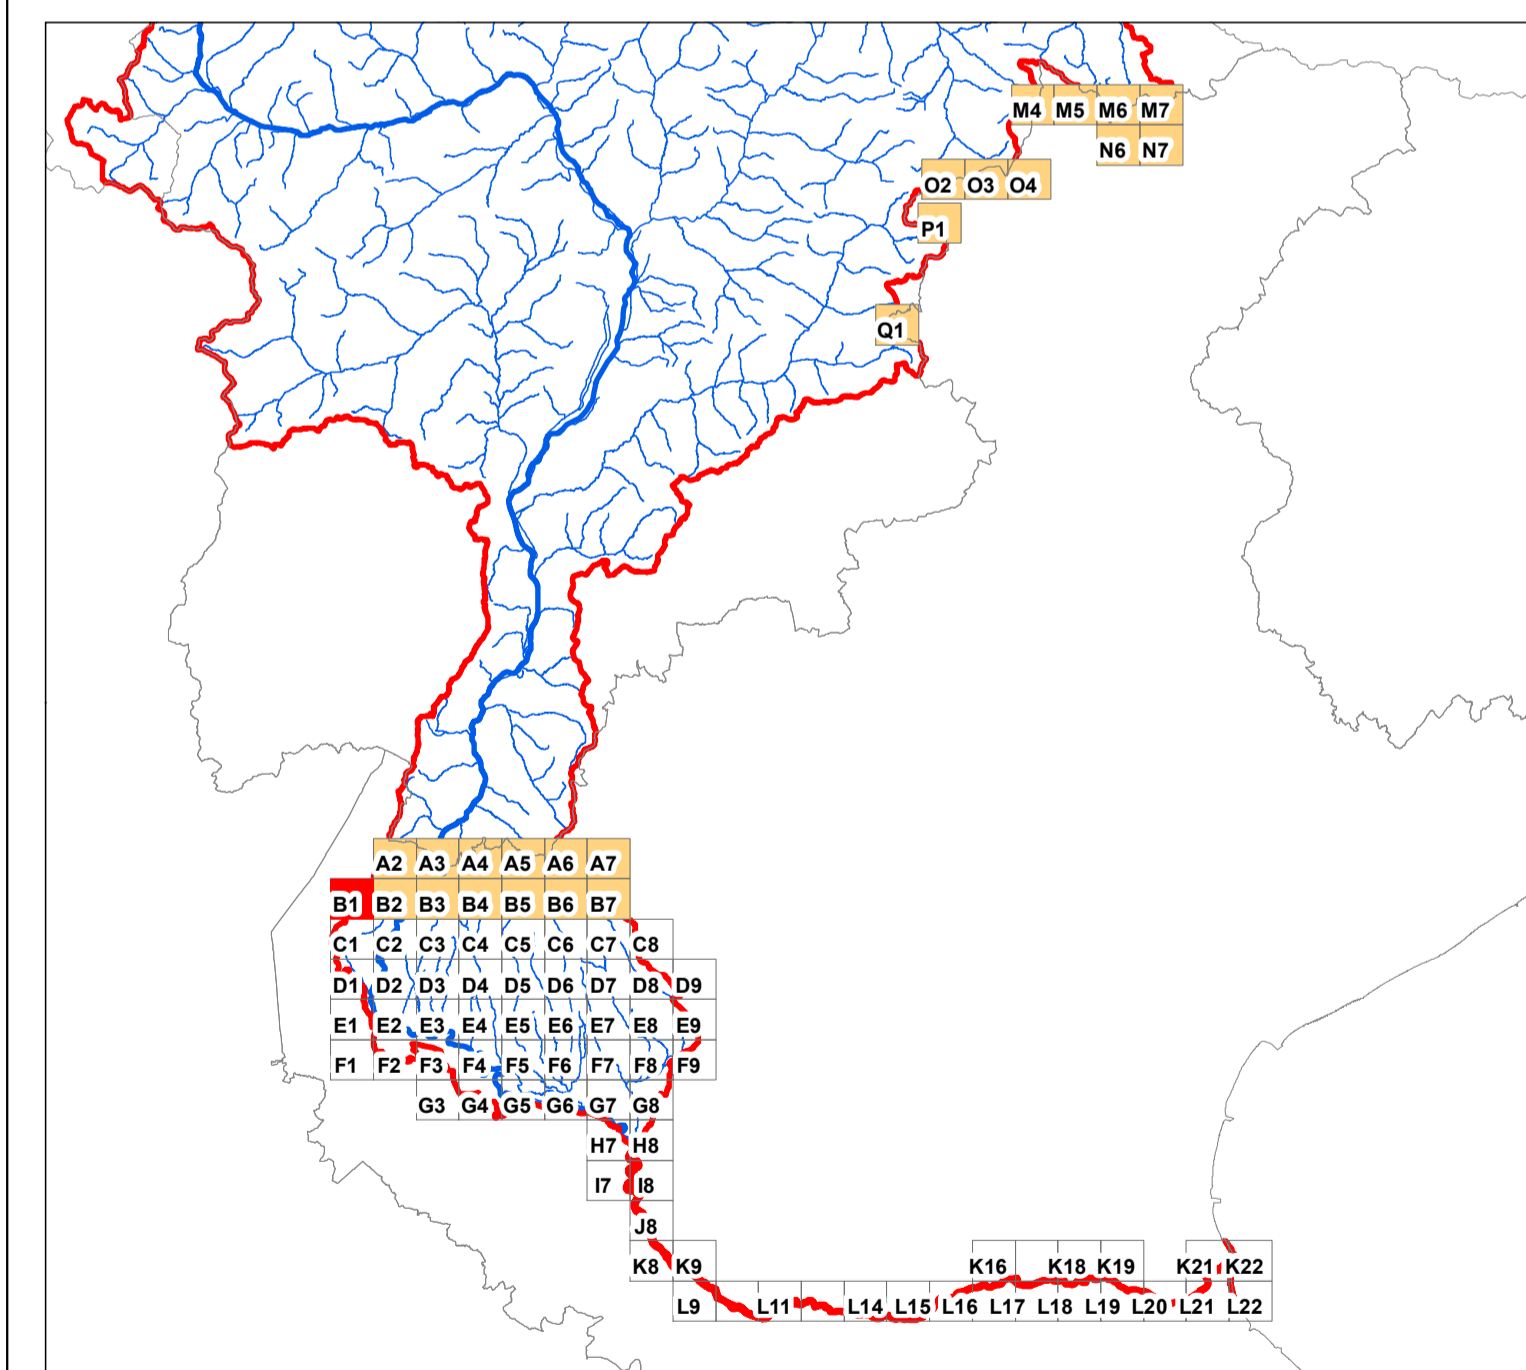 M4 M5 M6 M7
N6 N7
O2 O3 O4
P1
Q1
A2 A3 A4 A5 A6 A7
B1 B2 B3 B4 B5 B6 B7
C1 C2 C3 C4 C5 C6 C7 C8
D1 D2 D3 D4 D5 D6 D7 D8 D9
E1 E2 E3 E4 E5 E6 E7 E8 E9
F1 F2 F3 F4 F5 F6 F7 F8 F9
G3 G4 G5 G6 G7 G8
H7 H8
I7 I8
J8
K8 K9 K16 K18 K19 K21 K22
L9 L11 L14 L15 L16 L17 L18 L19 L20 L21 L22